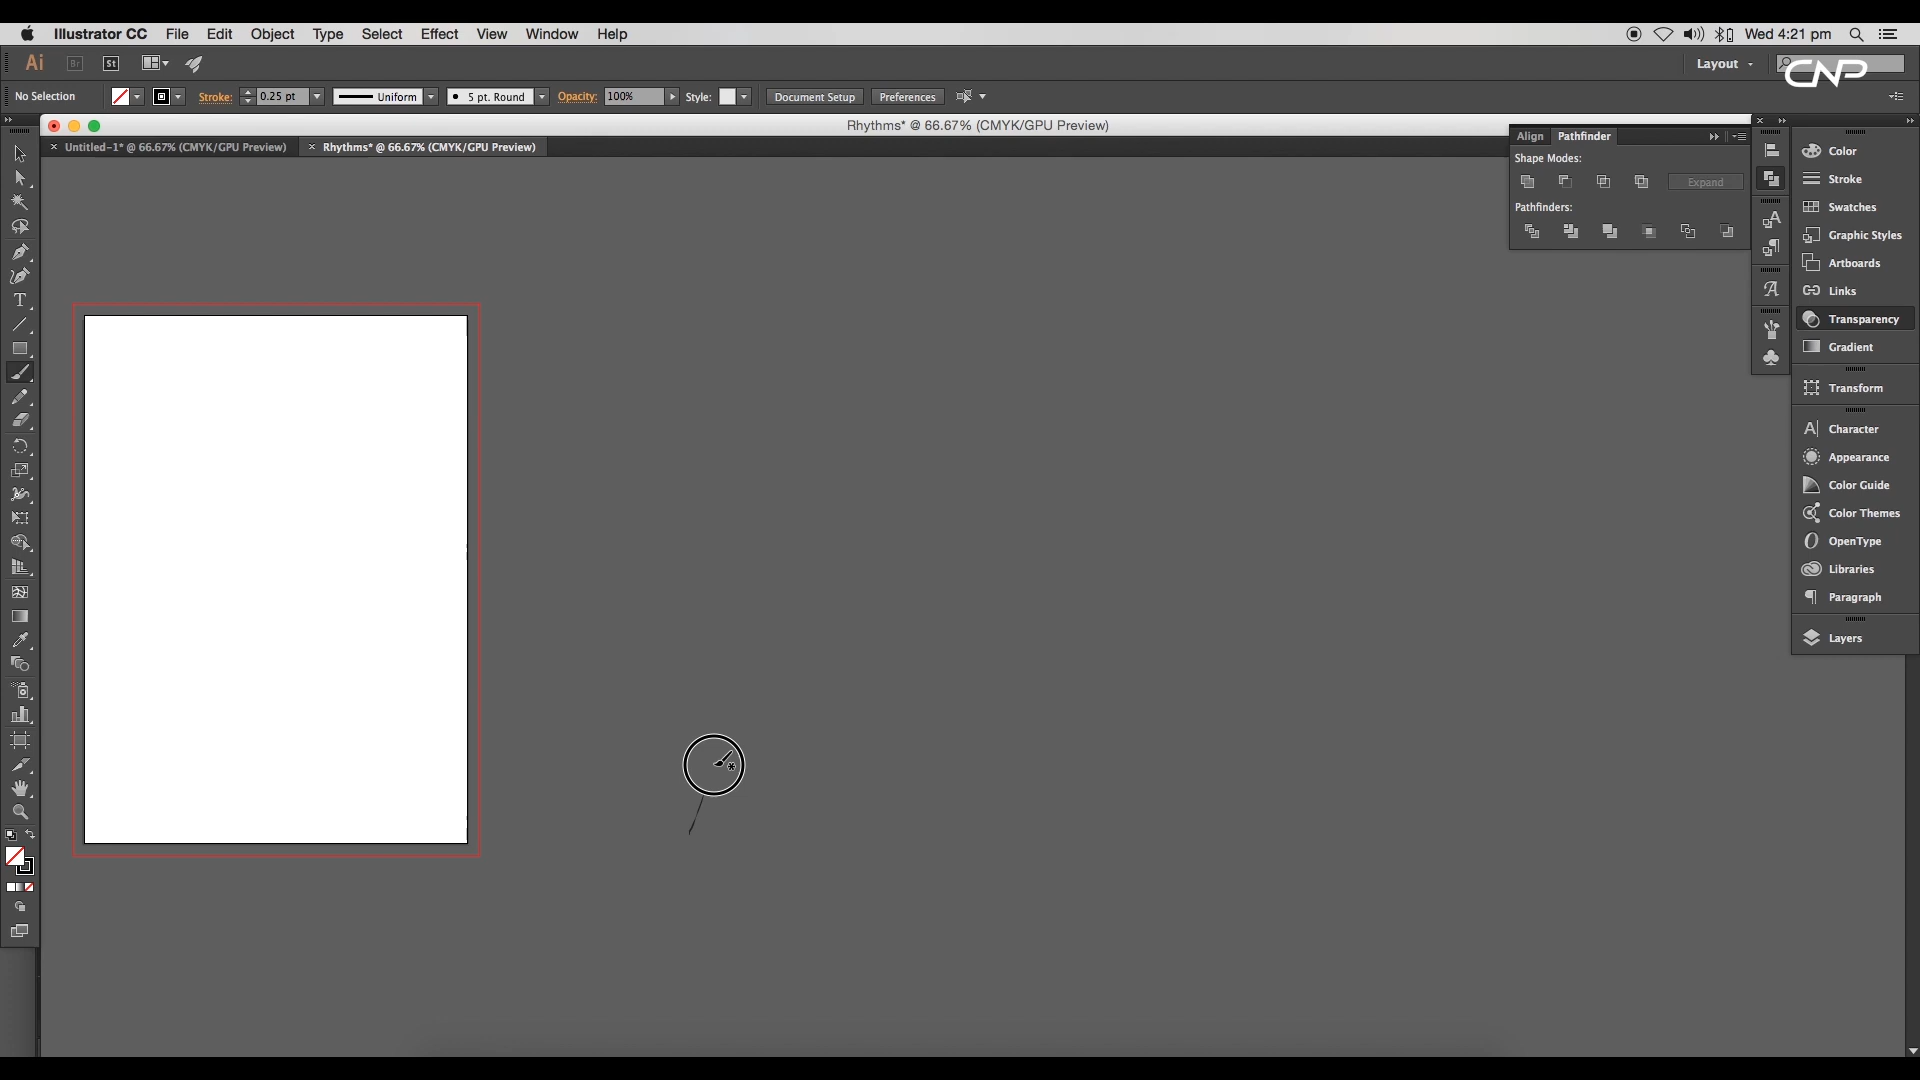 Illustrator CC File Edit Object Type Select Effect View Window Help Wed 4:21 pm
Ai Br St Layout CNP
No Selection Stroke: 0.25 pt Uniform 5 pt. Round Opacity: 100% Style: Document Setup Preferences
Rhythms* @ 66.67% (CMYK/GPU Preview)
Untitled-1* @ 66.67% (CMYK/GPU Preview) Rhythms* @ 66.67% (CMYK/GPU Preview)
Align Pathfinder
Shape Modes:
Expand
Pathfinders:
Color
Stroke
Swatches
Graphic Styles
Artboards
Links
Transparency
Gradient
Transform
Character
Appearance
Color Guide
Color Themes
OpenType
Libraries
Paragraph
Layers